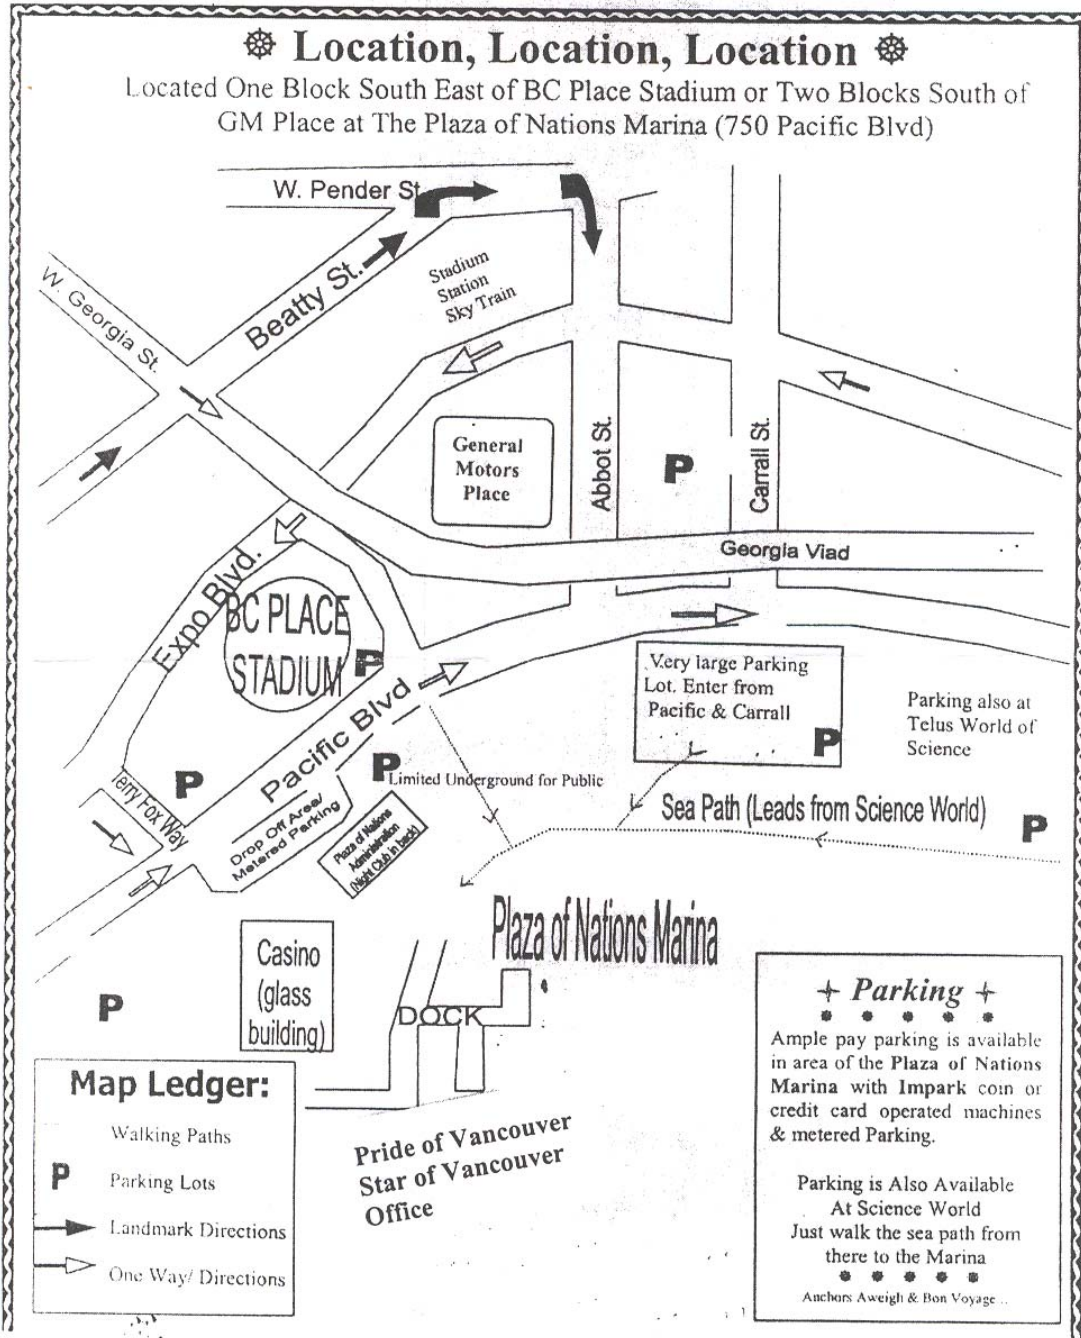 Location, Location, Location
Located One Block South East of BC Place Stadium or Two Blocks South of
GM Place at The Plaza of Nations Marina (750 Pacific Blvd)
W. Pender St.
W. Georgia St.
Beatty St.
Stadium
Station
Sky Train
General
Motors
Place
Abbot St.
P
Carrall St.
Georgia Viad
Expo Blvd.
BC PLACE
STADIUM
P
Pacific Blvd
Very large Parking
Lot. Enter from
Pacific & Carrall
P
Parking also at
Telus World of
Science
P
Terry Fox Way
P
Limited Underground for Public
Drop Off Area/
Metered Parking
Plaza of Nations
Administration
(Night Club in back)
Sea Path (Leads from Science World)
P
Plaza of Nations Marina
Casino
(glass
building)
P
DOCK
Pride of Vancouver
Star of Vancouver
Office
Map Ledger:
Walking Paths
P Parking Lots
Landmark Directions
One Way/ Directions
Parking
Ample pay parking is available
in area of the Plaza of Nations
Marina with Impark coin or
credit card operated machines
& metered Parking.
Parking is Also Available
At Science World
Just walk the sea path from
there to the Marina
Anchors Aweigh & Bon Voyage ..